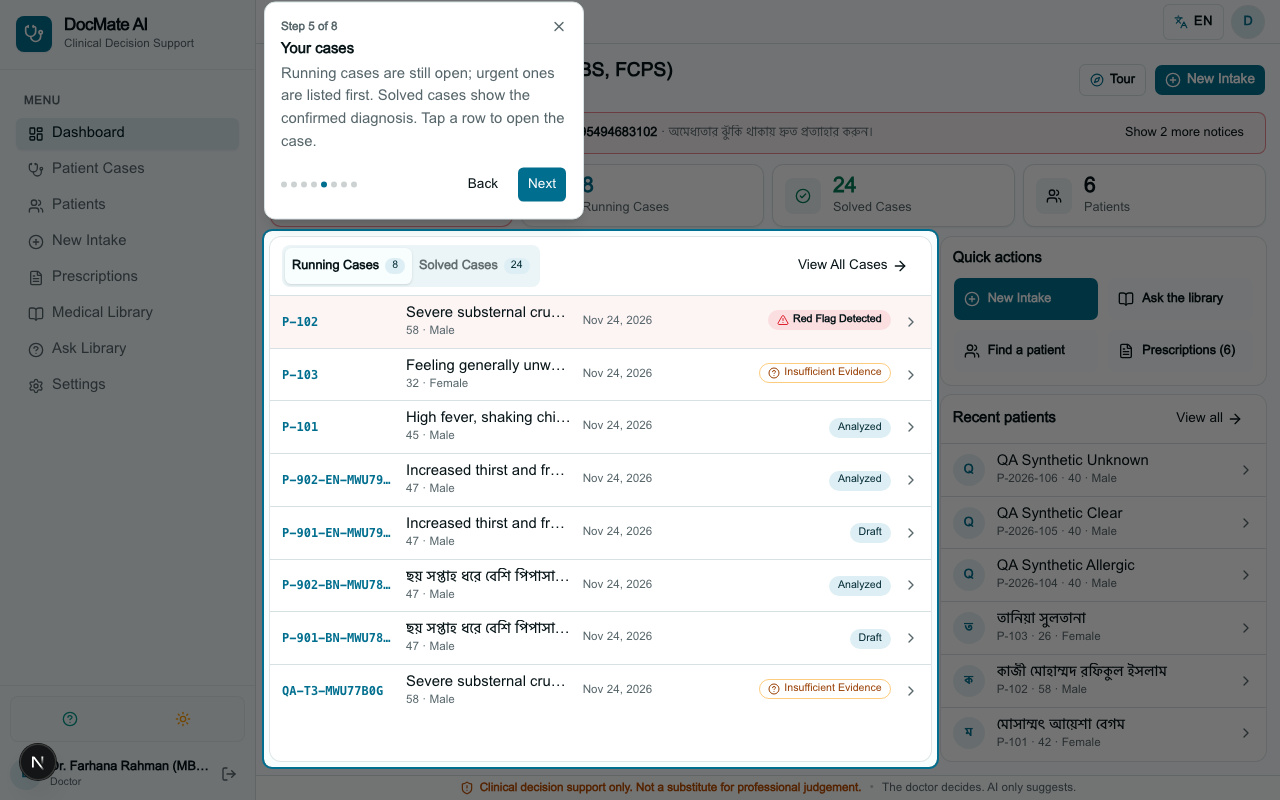 DocMate AI
Clinical Decision Support
MENU
Dashboard
Patient Cases
Patients
New Intake
Prescriptions
Medical Library
Ask Library
Settings
N
Dr. Farhana Rahman (MB…
Doctor
Step 5 of 8
Your cases
Running cases are still open; urgent ones
are listed first. Solved cases show the
confirmed diagnosis. Tap a row to open the
case.
Back
Next
EN
D
BS, FCPS)
Tour
New Intake
95494683102 · অমেধ্যতার ঝুঁকি থাকায় দ্রুত প্রত্যাহার করুন।
Show 2 more notices
8
Running Cases
24
Solved Cases
6
Patients
Running Cases 8
Solved Cases 24
View All Cases
P-102
Severe substernal cru…
58 · Male
Nov 24, 2026
Red Flag Detected
P-103
Feeling generally unw…
32 · Female
Nov 24, 2026
Insufficient Evidence
P-101
High fever, shaking chi…
45 · Male
Nov 24, 2026
Analyzed
P-902-EN-MWU79…
Increased thirst and fr…
47 · Male
Nov 24, 2026
Analyzed
P-901-EN-MWU79…
Increased thirst and fr…
47 · Male
Nov 24, 2026
Draft
P-902-BN-MWU78…
ছয় সপ্তাহ ধরে বেশি পিপাসা…
47 · Male
Nov 24, 2026
Analyzed
P-901-BN-MWU78…
ছয় সপ্তাহ ধরে বেশি পিপাসা…
47 · Male
Nov 24, 2026
Draft
QA-T3-MWU77B0G
Severe substernal cru…
58 · Male
Nov 24, 2026
Insufficient Evidence
Quick actions
New Intake
Ask the library
Find a patient
Prescriptions (6)
Recent patients
View all
Q
QA Synthetic Unknown
P-2026-106 · 40 · Male
Q
QA Synthetic Clear
P-2026-105 · 40 · Male
Q
QA Synthetic Allergic
P-2026-104 · 40 · Male
ত
তানিয়া সুলতানা
P-103 · 26 · Female
ক
কাজী মোহাম্মদ রফিকুল ইসলাম
P-102 · 58 · Male
ম
মোসাম্মৎ আয়েশা বেগম
P-101 · 42 · Female
Clinical decision support only. Not a substitute for professional judgement. · The doctor decides. AI only suggests.